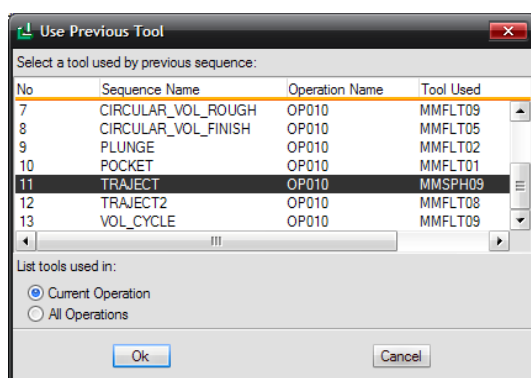 Use Previous Tool
Select a tool used by previous sequence:
No Sequence Name Operation Name Tool Used
7 CIRCULAR_VOL_ROUGH OP010 MMFLT09
8 CIRCULAR_VOL_FINISH OP010 MMFLT05
9 PLUNGE OP010 MMFLT02
10 POCKET OP010 MMFLT01
11 TRAJECT OP010 MMSPH09
12 TRAJECT2 OP010 MMFLT08
13 VOL_CYCLE OP010 MMFLT09
List tools used in:
Current Operation
All Operations
Ok Cancel